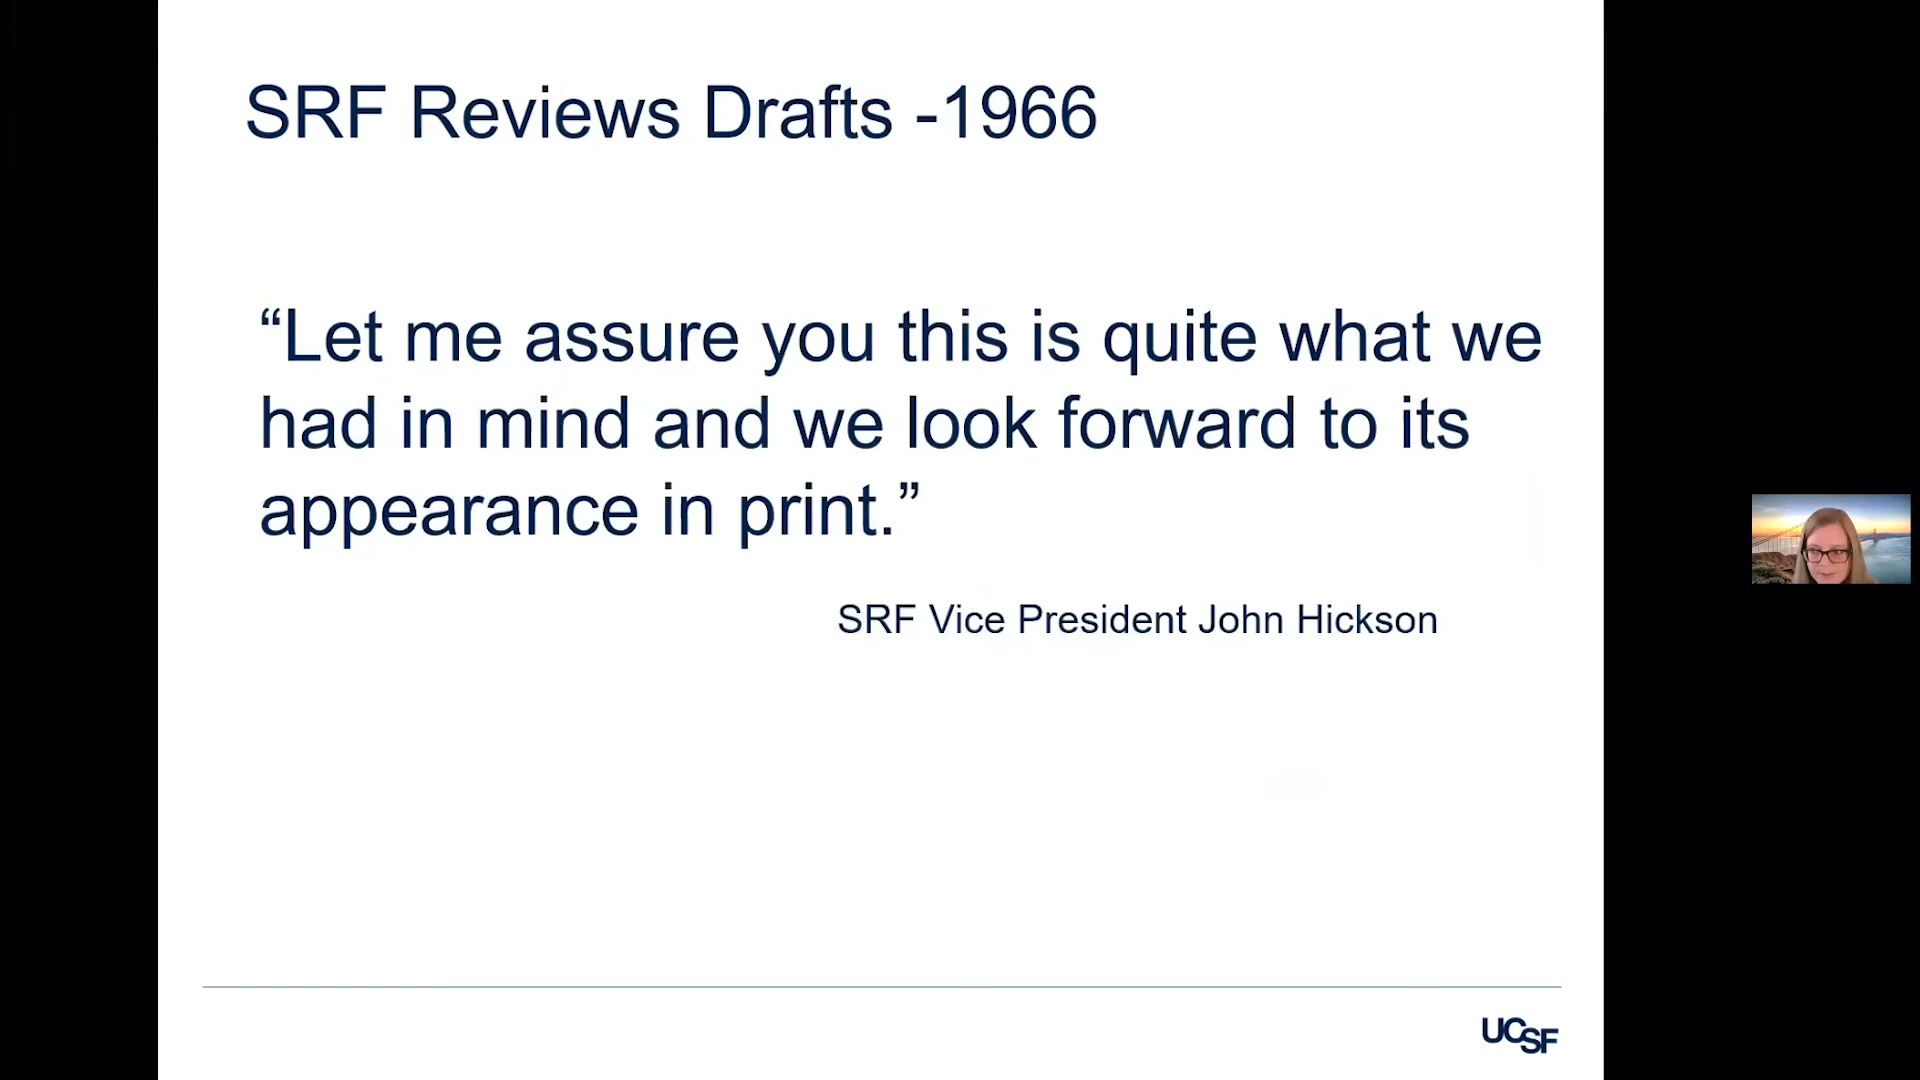 SRF Reviews Drafts -1966
“Let me assure you this is quite what we
had in mind and we look forward to its
appearance in print.”
SRF Vice President John Hickson
UCSF